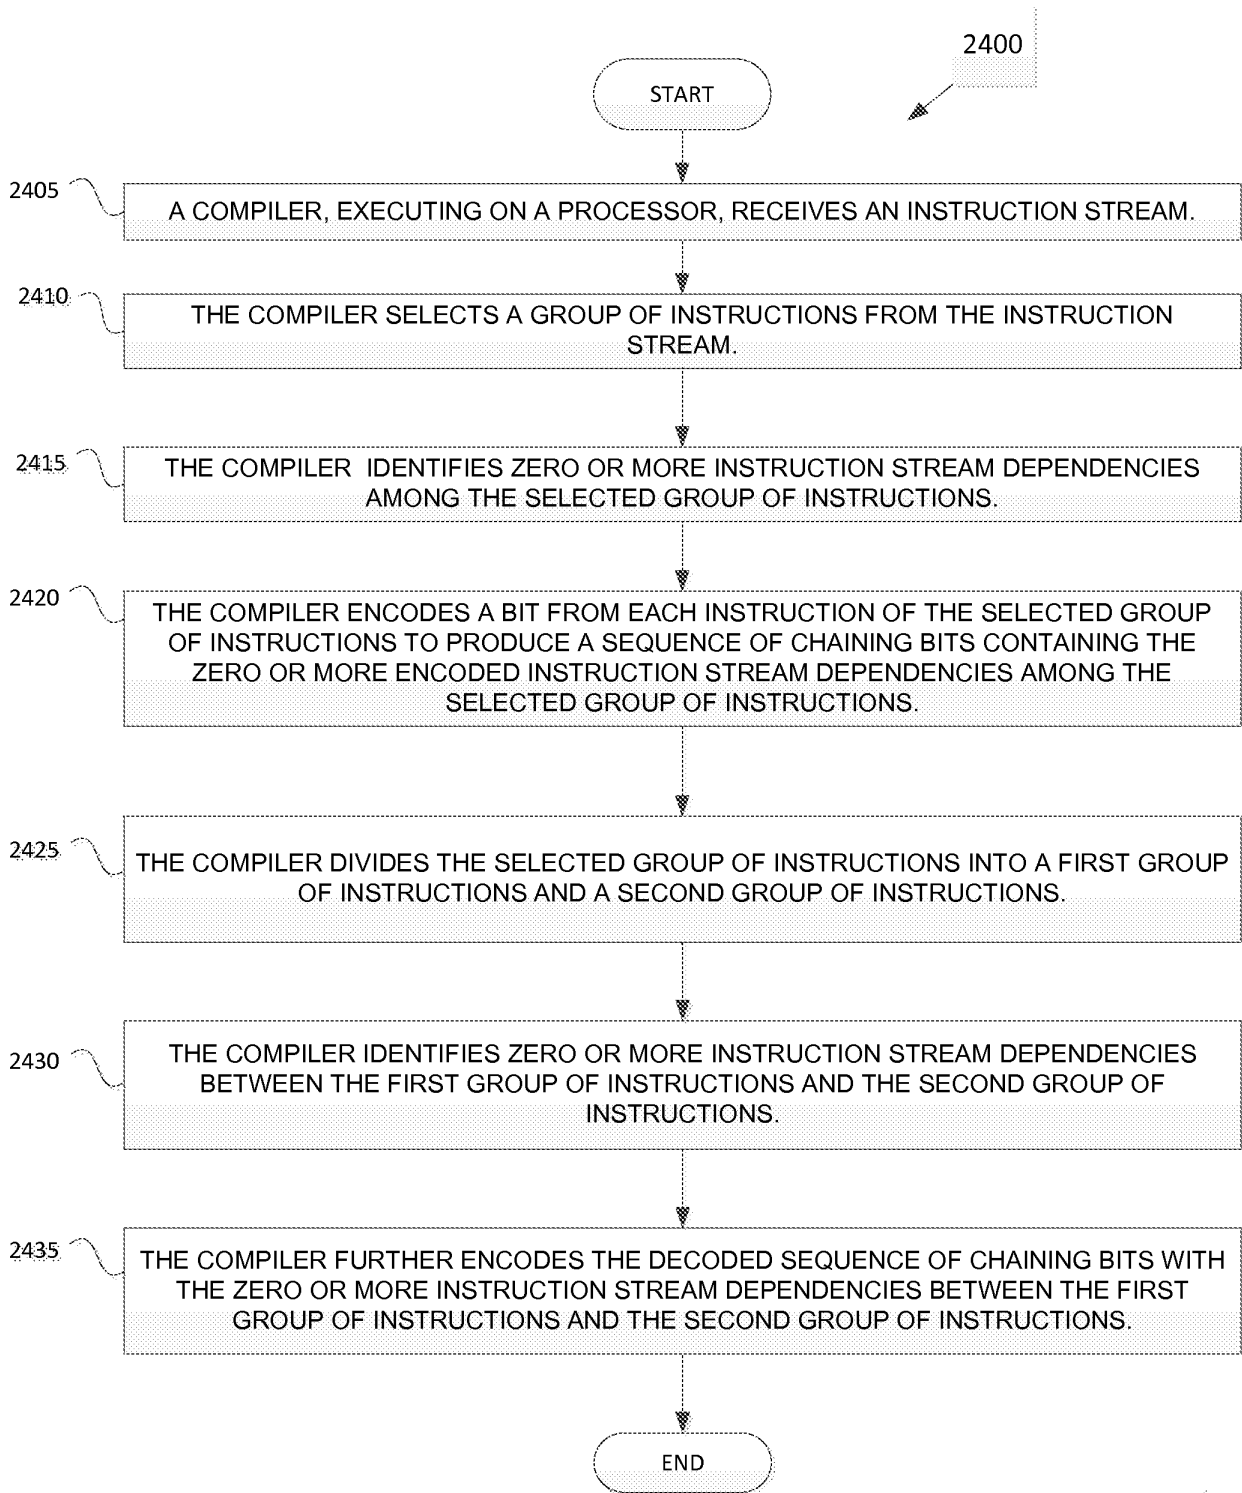 2400
START
2405
A COMPILER, EXECUTING ON A PROCESSOR, RECEIVES AN INSTRUCTION STREAM.
2410
THE COMPILER SELECTS A GROUP OF INSTRUCTIONS FROM THE INSTRUCTION
STREAM.
2415
THE COMPILER IDENTIFIES ZERO OR MORE INSTRUCTION STREAM DEPENDENCIES
AMONG THE SELECTED GROUP OF INSTRUCTIONS.
2420
THE COMPILER ENCODES A BIT FROM EACH INSTRUCTION OF THE SELECTED GROUP
OF INSTRUCTIONS TO PRODUCE A SEQUENCE OF CHAINING BITS CONTAINING THE
ZERO OR MORE ENCODED INSTRUCTION STREAM DEPENDENCIES AMONG THE
SELECTED GROUP OF INSTRUCTIONS.
2425
THE COMPILER DIVIDES THE SELECTED GROUP OF INSTRUCTIONS INTO A FIRST GROUP
OF INSTRUCTIONS AND A SECOND GROUP OF INSTRUCTIONS.
2430
THE COMPILER IDENTIFIES ZERO OR MORE INSTRUCTION STREAM DEPENDENCIES
BETWEEN THE FIRST GROUP OF INSTRUCTIONS AND THE SECOND GROUP OF
INSTRUCTIONS.
2435
THE COMPILER FURTHER ENCODES THE DECODED SEQUENCE OF CHAINING BITS WITH
THE ZERO OR MORE INSTRUCTION STREAM DEPENDENCIES BETWEEN THE FIRST
GROUP OF INSTRUCTIONS AND THE SECOND GROUP OF INSTRUCTIONS.
END